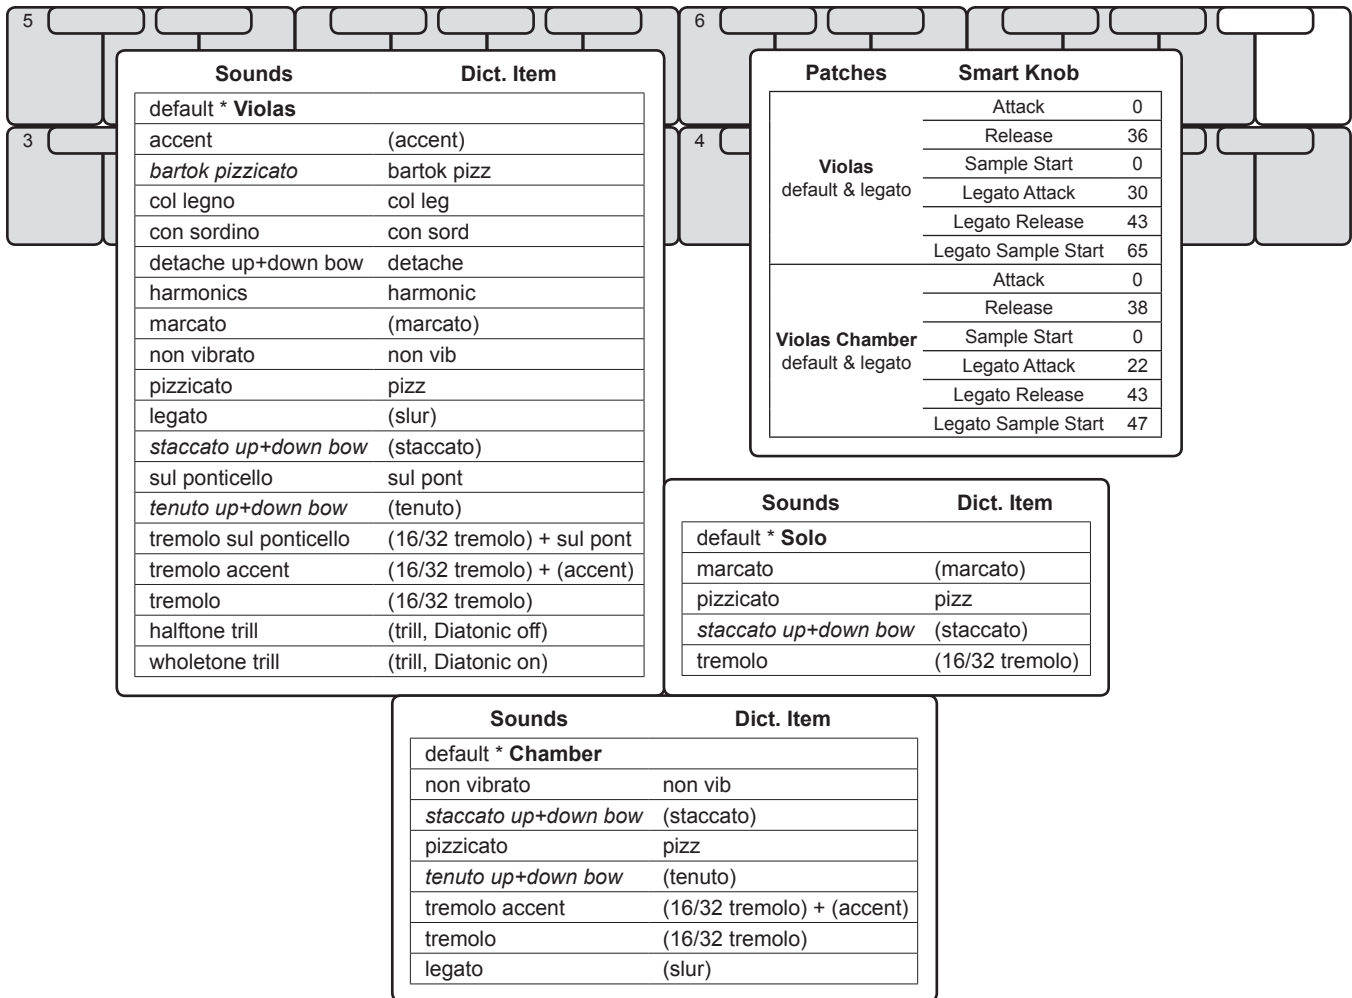 5
6
3
4
Sounds Dict. Item
default * Violas
accent (accent)
bartok pizzicato bartok pizz
col legno col leg
con sordino con sord
detache up+down bow detache
harmonics harmonic
marcato (marcato)
non vibrato non vib
pizzicato pizz
legato (slur)
staccato up+down bow (staccato)
sul ponticello sul pont
tenuto up+down bow (tenuto)
tremolo sul ponticello (16/32 tremolo) + sul pont
tremolo accent (16/32 tremolo) + (accent)
tremolo (16/32 tremolo)
halftone trill (trill, Diatonic off)
wholetone trill (trill, Diatonic on)
Patches Smart Knob
Violas
default & legato
Attack 0
Release 36
Sample Start 0
Legato Attack 30
Legato Release 43
Legato Sample Start 65
Violas Chamber
default & legato
Attack 0
Release 38
Sample Start 0
Legato Attack 22
Legato Release 43
Legato Sample Start 47
Sounds Dict. Item
default * Solo
marcato (marcato)
pizzicato pizz
staccato up+down bow (staccato)
tremolo (16/32 tremolo)
Sounds Dict. Item
default * Chamber
non vibrato non vib
staccato up+down bow (staccato)
pizzicato pizz
tenuto up+down bow (tenuto)
tremolo accent (16/32 tremolo) + (accent)
tremolo (16/32 tremolo)
legato (slur)